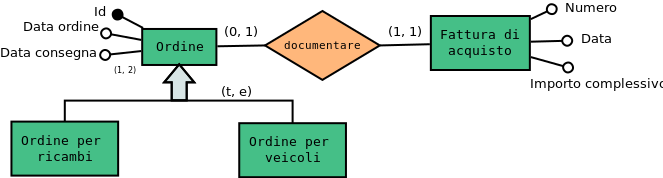 Id
Data ordine
Data consegna
(1, 2)
Ordine
(0, 1)
documentare
(1, 1)
Fattura di
acquisto
Numero
Data
Importo complessivo
(t, e)
Ordine per
ricambi
Ordine per
veicoli